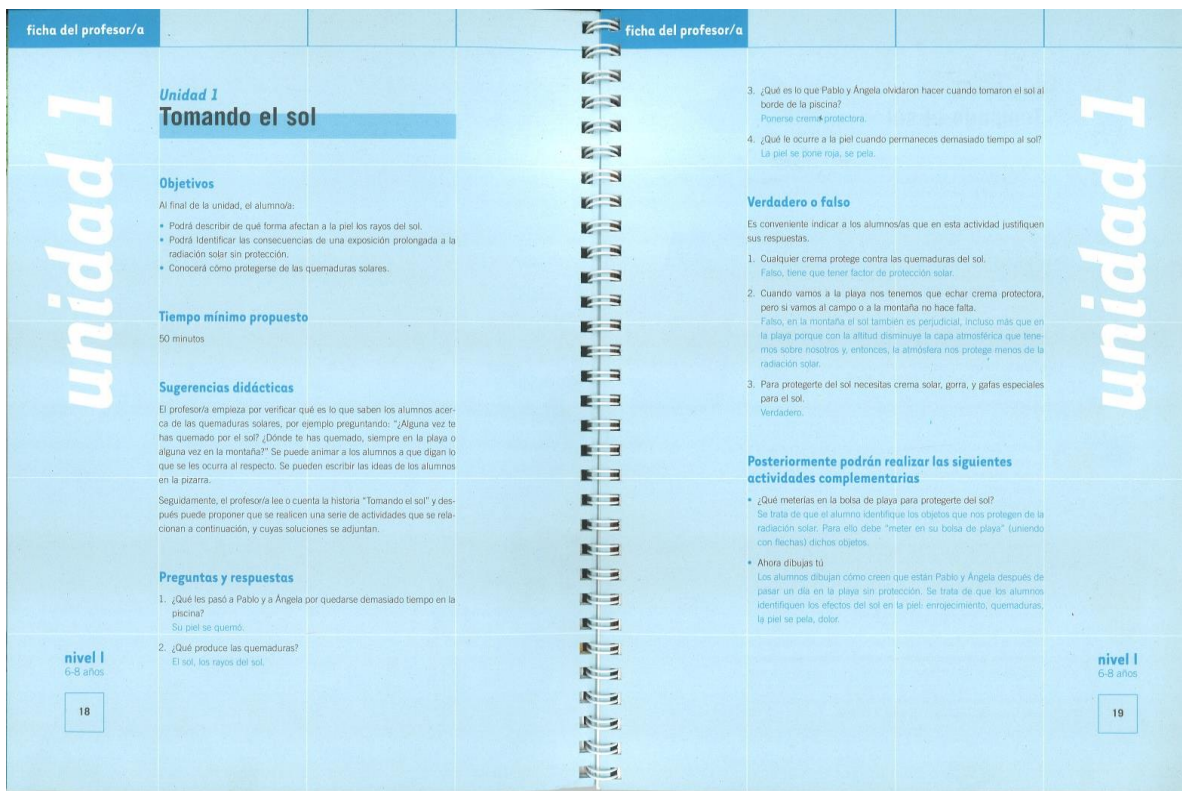 ficha del profesor/a
unidad 1
Unidad 1
Tomando el sol
Objetivos
Al final de la unidad, el alumno/a:
• Podrá describir de qué forma afectan a la piel los rayos del sol.
• Podrá Identificar las consecuencias de una exposición prolongada a la
radiación solar sin protección.
• Conocerá cómo protegerse de las quemaduras solares.
Tiempo mínimo propuesto
50 minutos
Sugerencias didácticas
El profesor/a empieza por verificar qué es lo que saben los alumnos acer-
ca de las quemaduras solares, por ejemplo preguntando: "¿Alguna vez te
has quemado por el sol? ¿Dónde te has quemado, siempre en la playa o
alguna vez en la montaña?" Se puede animar a los alumnos a que digan lo
que se les ocurra al respecto. Se pueden escribir las ideas de los alumnos
en la pizarra.
Seguidamente, el profesor/a lee o cuenta la historia "Tomando el sol" y des-
pués puede proponer que se realicen una serie de actividades que se rela-
cionan a continuación, y cuyas soluciones se adjuntan.
Preguntas y respuestas
1. ¿Qué les pasó a Pablo y a Ángela por quedarse demasiado tiempo en la
piscina?
Su piel se quemó.
2. ¿Qué produce las quemaduras?
El sol, los rayos del sol.
nivel I
6-8 años
18
ficha del profesor/a
3. ¿Qué es lo que Pablo y Ángela olvidaron hacer cuando tomaron el sol al
borde de la piscina?
Ponerse crema protectora.
4. ¿Qué le ocurre a la piel cuando permaneces demasiado tiempo al sol?
La piel se pone roja, se pela.
Verdadero o falso
Es conveniente indicar a los alumnos/as que en esta actividad justifiquen
sus respuestas.
1. Cualquier crema protege contra las quemaduras del sol.
Falso, tiene que tener factor de protección solar.
2. Cuando vamos a la playa nos tenemos que echar crema protectora,
pero si vamos al campo o a la montaña no hace falta.
Falso, en la montaña el sol también es perjudicial, incluso más que en
la playa porque con la altitud disminuye la capa atmosférica que tene-
mos sobre nosotros y, entonces, la atmósfera nos protege menos de la
radiación solar.
3. Para protegerte del sol necesitas crema solar, gorra, y gafas especiales
para el sol.
Verdadero.
Posteriormente podrán realizar las siguientes
actividades complementarias
• ¿Qué meterías en la bolsa de playa para protegerte del sol?
Se trata de que el alumno identifique los objetos que nos protegen de la
radiación solar. Para ello debe "meter en su bolsa de playa" (uniendo
con flechas) dichos objetos.
• Ahora dibujas tú
Los alumnos dibujan cómo creen que están Pablo y Ángela después de
pasar un día en la playa sin protección. Se trata de que los alumnos
identifiquen los efectos del sol en la piel: enrojecimiento, quemaduras,
la piel se pela, dolor.
unidad 1
nivel I
6-8 años
19